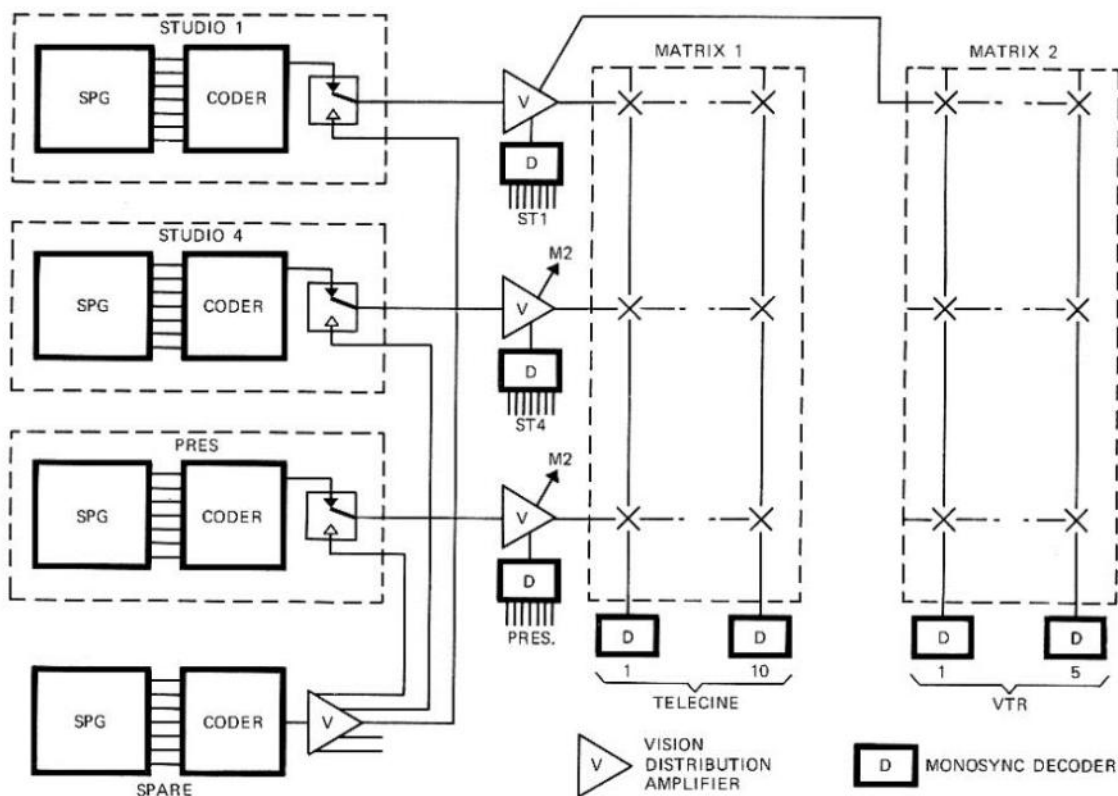 STUDIO 1
SPG
CODER
V
D
ST1
MATRIX 1
MATRIX 2
STUDIO 4
SPG
CODER
M2
V
D
ST4
PRES
SPG
CODER
M2
V
D
PRES.
D
D
D
D
1
10
1
5
TELECINE
VTR
SPG
CODER
V
SPARE
V
VISION
DISTRIBUTION
AMPLIFIER
D
MONOSYNC DECODER